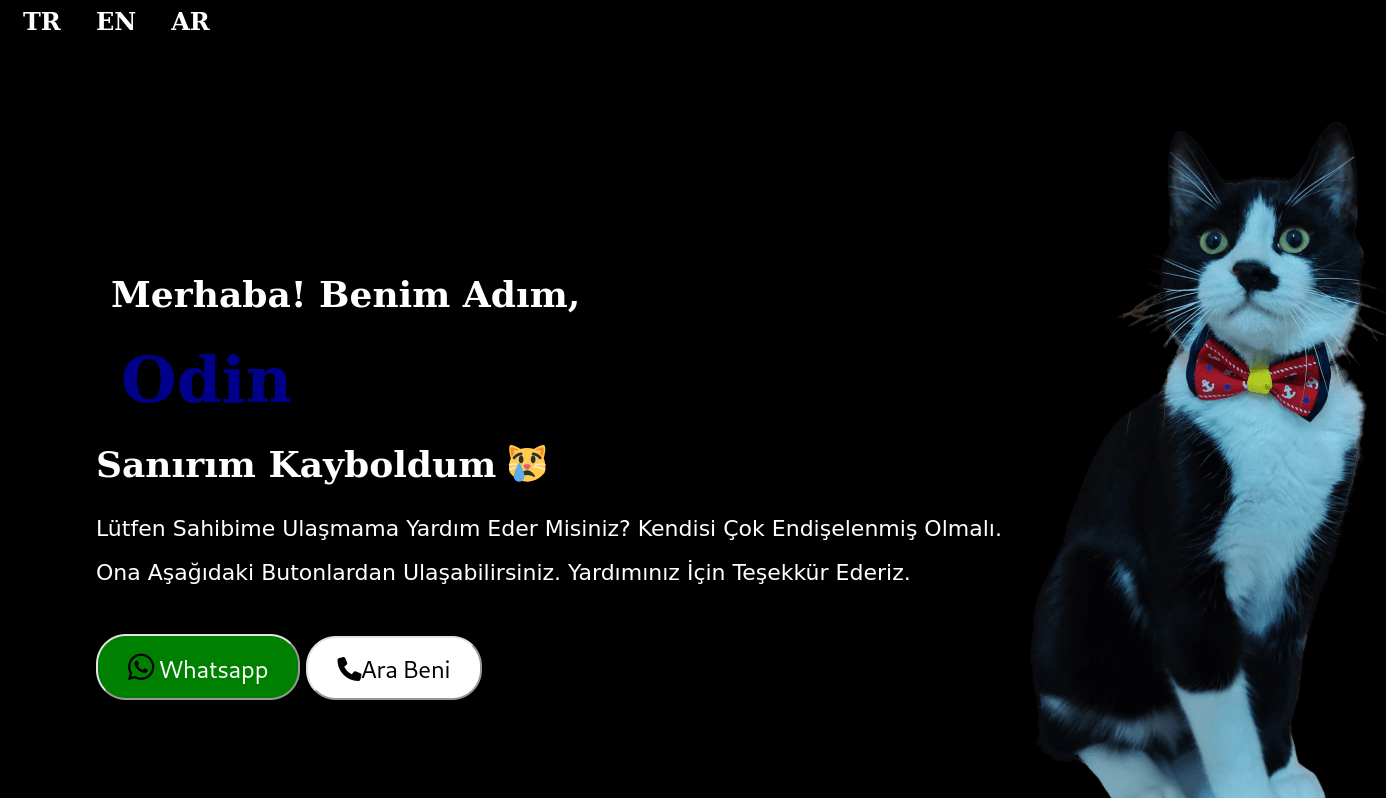 TR EN AR
Merhaba! Benim Adım,
Odin
Sanırım Kayboldum 😿
Lütfen Sahibime Ulaşmama Yardım Eder Misiniz? Kendisi Çok Endişelenmiş Olmalı.
Ona Aşağıdaki Butonlardan Ulaşabilirsiniz. Yardımınız İçin Teşekkür Ederiz.
Whatsapp Ara Beni